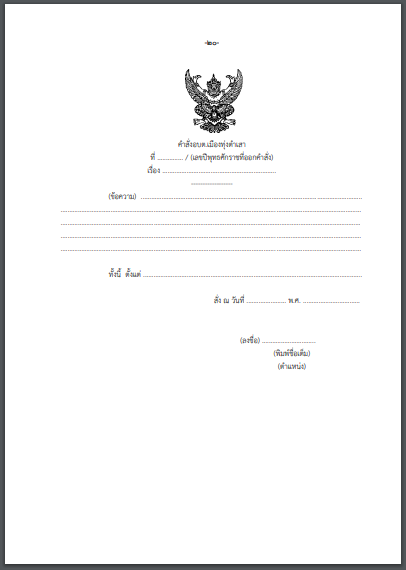 -๒๐-
คำสั่งอบต.เมืองทุ่งตำเสา
ที่ .............. / (เลขปีพุทธศักราชที่ออกคำสั่ง)
เรื่อง ..............................................................
.......................
(ข้อความ) ..............................................................................................................................
....................................................................................................................................................................
....................................................................................................................................................................
....................................................................................................................................................................
....................................................................................................................................................................
ทั้งนี้ ตั้งแต่ ........................................................................................................................
สั่ง ณ วันที่ ...................... พ.ศ. ...............................
(ลงชื่อ) .............................
(พิมพ์ชื่อเต็ม)
(ตำแหน่ง)